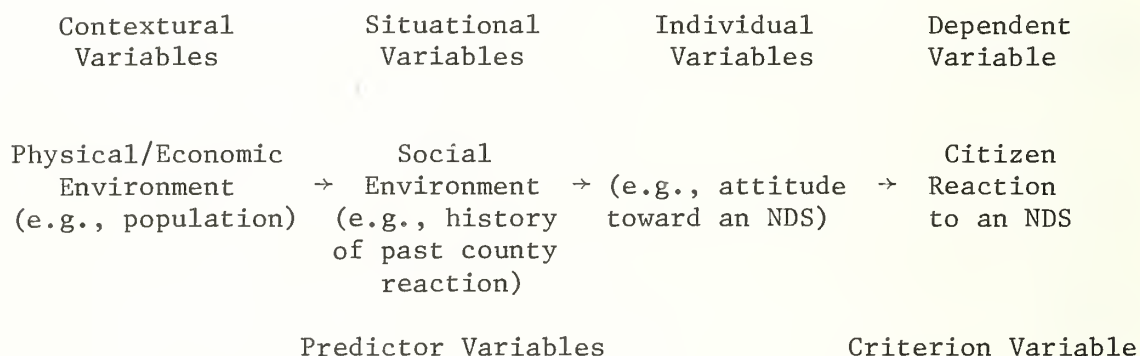 Contextural Situational Individual Dependent
Variables Variables Variables Variable
Physical/Economic Social Citizen
Environment → Environment → (e.g., attitude → Reaction
(e.g., population) (e.g., history toward an NDS) to an NDS
of past county
reaction)
Predictor Variables Criterion Variable